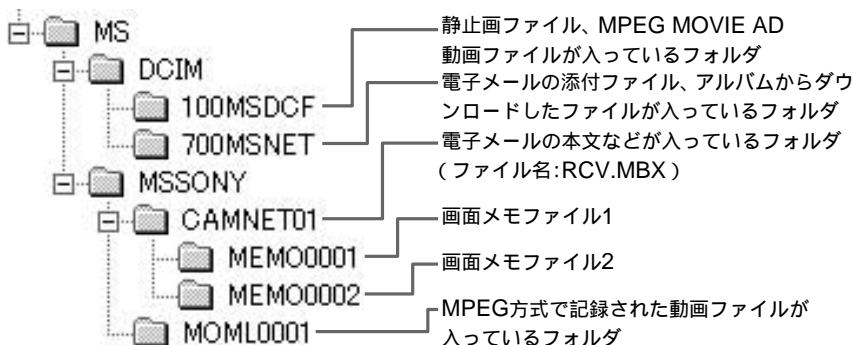 MS
静止画ファイル、MPEG MOVIE AD
動画ファイルが入っているフォルダ
DCIM
電子メールの添付ファイル、アルバムからダウ
ンロードしたファイルが入っているフォルダ
100MSDCF
700MSNET
電子メールの本文などが入っているフォルダ
(ファイル名:RCV.MBX)
MSSONY
CAMNET01
画面メモファイル1
MEMO0001
画面メモファイル2
MEMO0002
MPEG方式で記録された動画ファイルが
入っているフォルダ
MOML0001